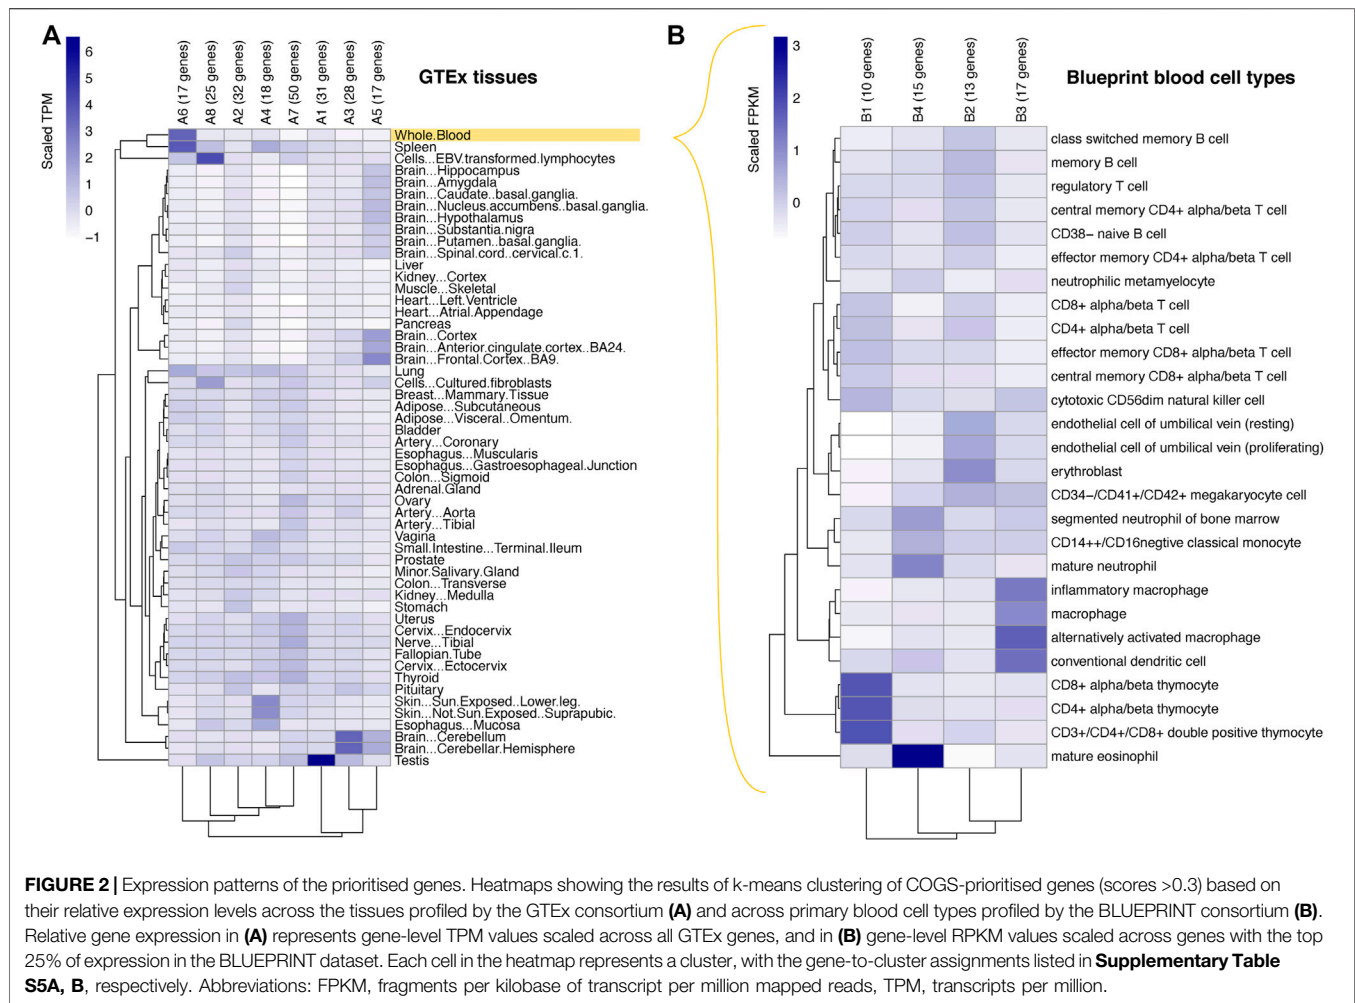 A
B
6
5
4
3
2
1
0
−1
Scaled TPM
A6 (17 genes)
A8 (25 genes)
A2 (32 genes)
A4 (18 genes)
A7 (50 genes)
A1 (31 genes)
A3 (28 genes)
A5 (17 genes)
GTEx tissues
Whole.Blood
Spleen
Cells...EBV.transformed.lymphocytes
Brain...Hippocampus
Brain...Amygdala
Brain...Caudate..basal.ganglia.
Brain...Nucleus.accumbens..basal.ganglia.
Brain...Hypothalamus
Brain...Substantia.nigra
Brain...Putamen..basal.ganglia.
Brain...Spinal.cord..cervical.c.1.
Liver
Kidney...Cortex
Muscle...Skeletal
Heart...Left.Ventricle
Heart...Atrial.Appendage
Pancreas
Brain...Cortex
Brain...Anterior.cingulate.cortex..BA24.
Brain...Frontal.Cortex..BA9.
Lung
Cells...Cultured.fibroblasts
Breast...Mammary.Tissue
Adipose...Subcutaneous
Adipose...Visceral..Omentum.
Bladder
Artery...Coronary
Esophagus...Muscularis
Esophagus...Gastroesophageal.Junction
Colon...Sigmoid
Adrenal.Gland
Ovary
Artery...Aorta
Artery...Tibial
Vagina
Small.Intestine...Terminal.Ileum
Prostate
Minor.Salivary.Gland
Colon...Transverse
Kidney...Medulla
Stomach
Uterus
Cervix...Endocervix
Nerve...Tibial
Fallopian.Tube
Cervix...Ectocervix
Thyroid
Pituitary
Skin...Sun.Exposed..Lower.leg.
Skin...Not.Sun.Exposed..Suprapubic.
Esophagus...Mucosa
Brain...Cerebellum
Brain...Cerebellar.Hemisphere
Testis
3
2
1
0
Scaled FPKM
B1 (10 genes)
B4 (15 genes)
B2 (13 genes)
B3 (17 genes)
Blueprint blood cell types
class switched memory B cell
memory B cell
regulatory T cell
central memory CD4+ alpha/beta T cell
CD38− naive B cell
effector memory CD4+ alpha/beta T cell
neutrophilic metamyelocyte
CD8+ alpha/beta T cell
CD4+ alpha/beta T cell
effector memory CD8+ alpha/beta T cell
central memory CD8+ alpha/beta T cell
cytotoxic CD56dim natural killer cell
endothelial cell of umbilical vein (resting)
endothelial cell of umbilical vein (proliferating)
erythroblast
CD34−/CD41+/CD42+ megakaryocyte cell
segmented neutrophil of bone marrow
CD14++/CD16negtive classical monocyte
mature neutrophil
inflammatory macrophage
macrophage
alternatively activated macrophage
conventional dendritic cell
CD8+ alpha/beta thymocyte
CD4+ alpha/beta thymocyte
CD3+/CD4+/CD8+ double positive thymocyte
mature eosinophil
FIGURE 2 | Expression patterns of the prioritised genes. Heatmaps showing the results of k-means clustering of COGS-prioritised genes (scores >0.3) based on
their relative expression levels across the tissues profiled by the GTEx consortium (A) and across primary blood cell types profiled by the BLUEPRINT consortium (B).
Relative gene expression in (A) represents gene-level TPM values scaled across all GTEx genes, and in (B) gene-level RPKM values scaled across genes with the top
25% of expression in the BLUEPRINT dataset. Each cell in the heatmap represents a cluster, with the gene-to-cluster assignments listed in Supplementary Table
S5A, B, respectively. Abbreviations: FPKM, fragments per kilobase of transcript per million mapped reads, TPM, transcripts per million.